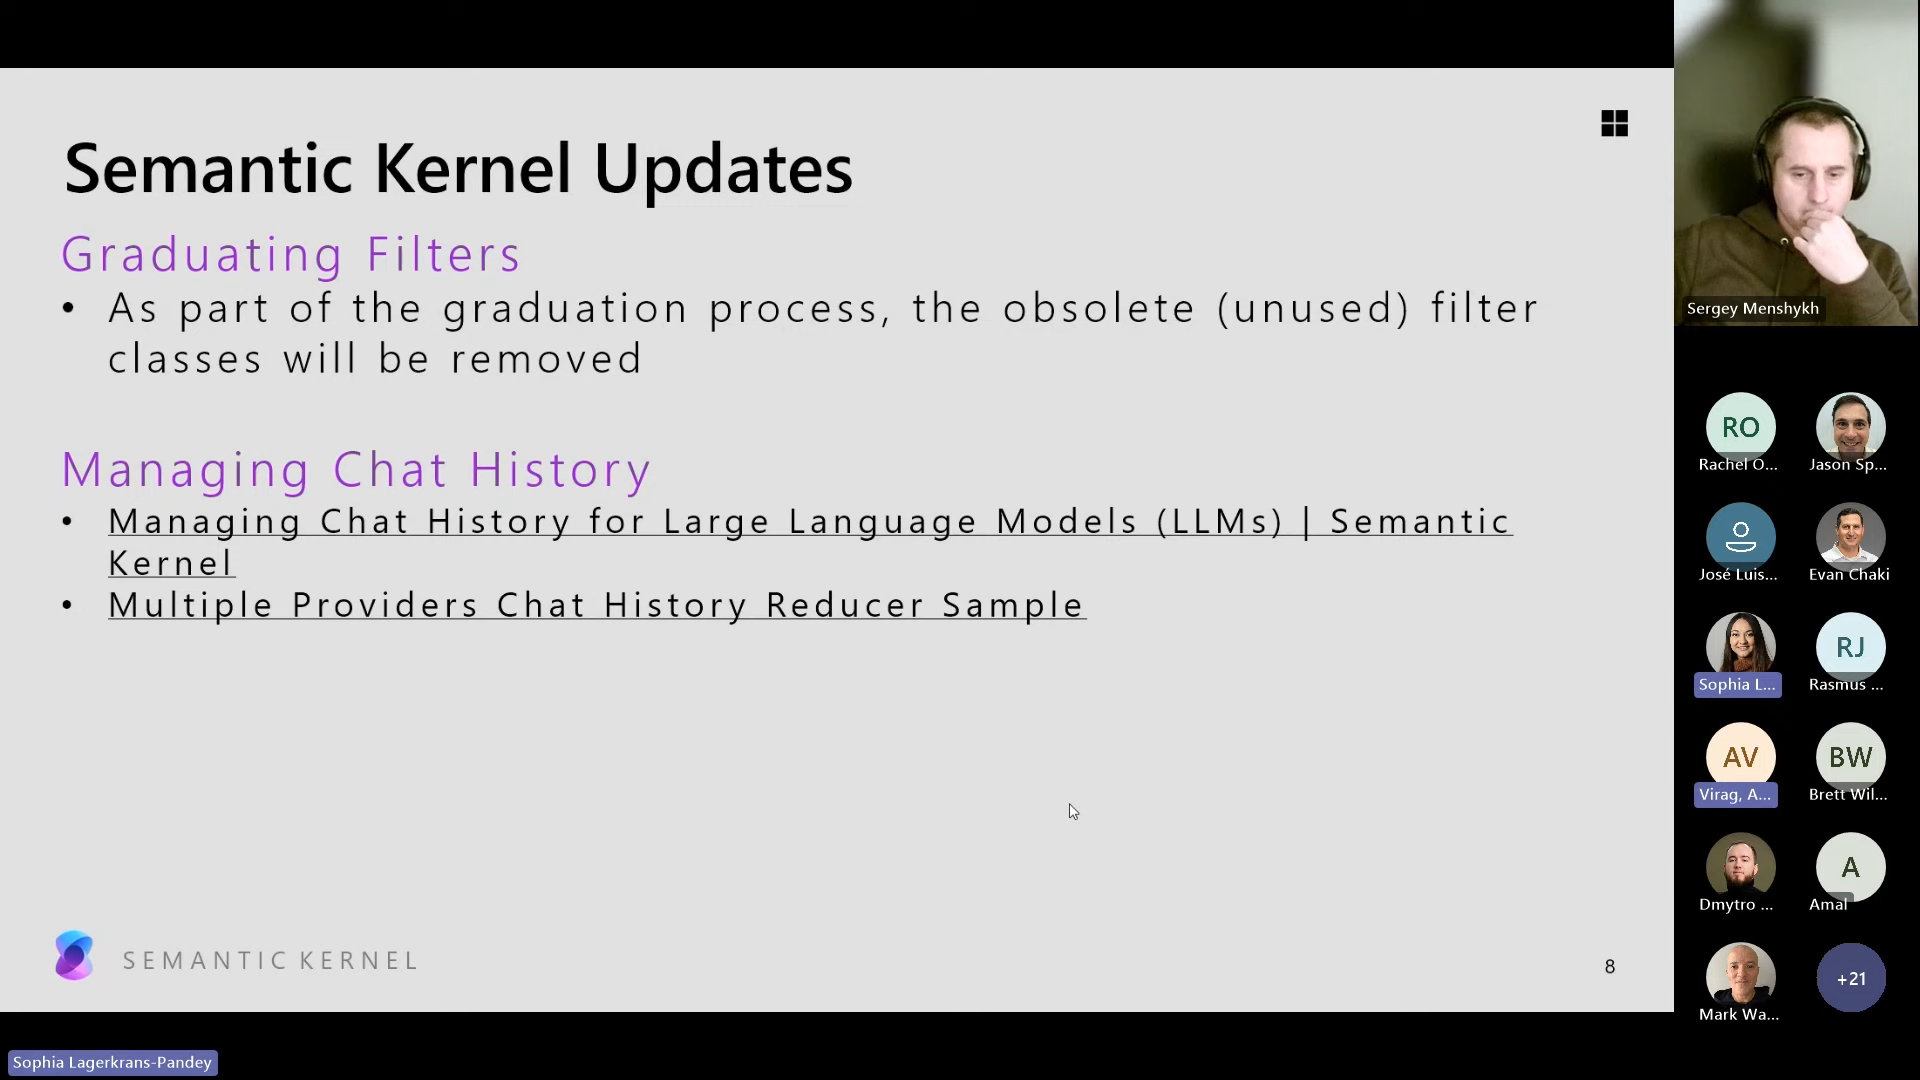 Semantic Kernel Updates
Graduating Filters
• As part of the graduation process, the obsolete (unused) filter
classes will be removed
Managing Chat History
• Managing Chat History for Large Language Models (LLMs) | Semantic
Kernel
• Multiple Providers Chat History Reducer Sample
SEMANTIC KERNEL
8
Sophia Lagerkrans-Pandey
Sergey Menshykh
RO
Rachel O...
Jason Sp...
José Luis...
Evan Chaki
Sophia L...
RJ
Rasmus ...
AV
Virag, A...
BW
Brett Wil...
Dmytro ...
A
Amal
Mark Wa...
+21